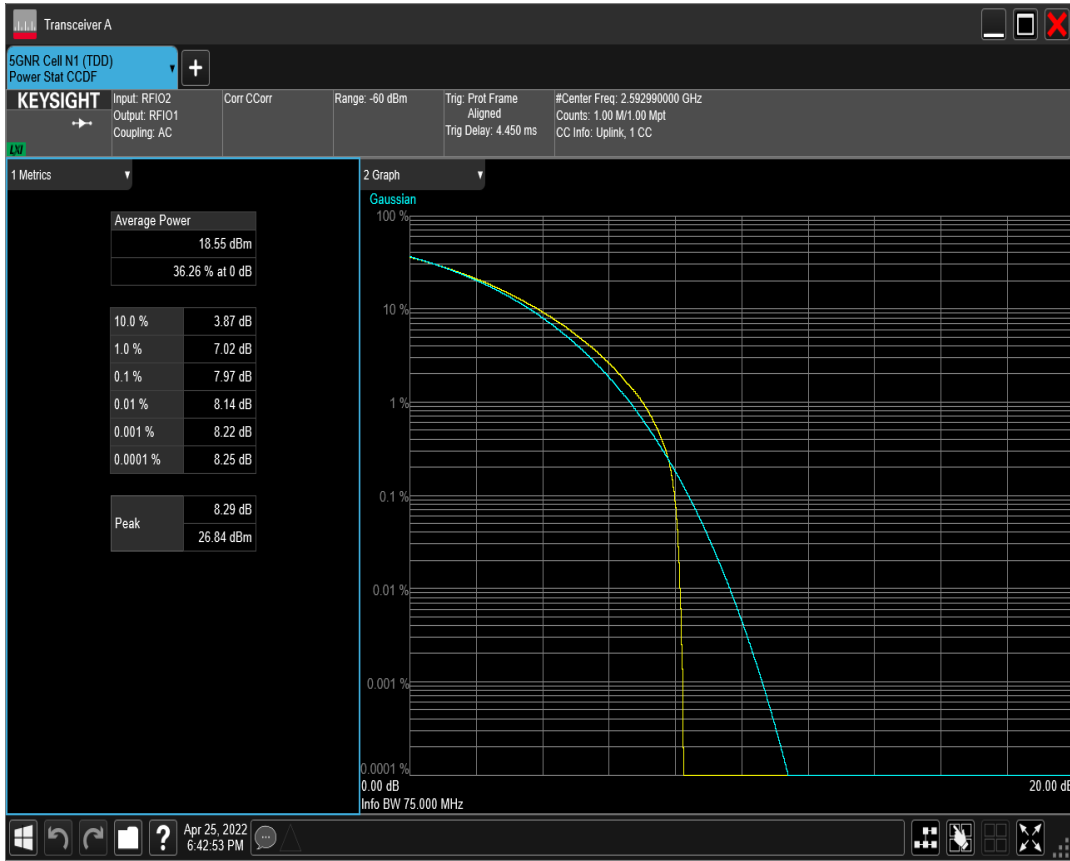 Transceiver A
5GNR Cell N1 (TDD)
Power Stat CCDF
+
KEYSIGHT
LXI
Input: RFIO2
Output: RFIO1
Coupling: AC
Corr CCorr
Range: -60 dBm
Trig: Prot Frame
Aligned
Trig Delay: 4.450 ms
#Center Freq: 2.592990000 GHz
Counts: 1.00 M/1.00 Mpt
CC Info: Uplink, 1 CC
1 Metrics
Average Power
18.55 dBm
36.26 % at 0 dB
10.0 % 3.87 dB
1.0 % 7.02 dB
0.1 % 7.97 dB
0.01 % 8.14 dB
0.001 % 8.22 dB
0.0001 % 8.25 dB
Peak
8.29 dB
26.84 dBm
2 Graph
Gaussian
100 %
10 %
1 %
0.1 %
0.01 %
0.001 %
0.0001 %
0.00 dB 20.00 dB
Info BW 75.000 MHz
?
Apr 25, 2022
6:42:53 PM